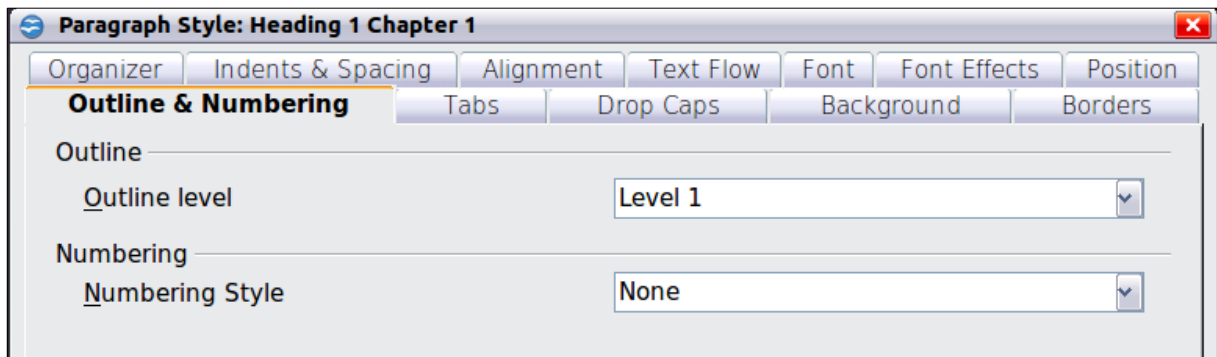 Paragraph Style: Heading 1 Chapter 1
Organizer Indents & Spacing Alignment Text Flow Font Font Effects Position
Outline & Numbering Tabs Drop Caps Background Borders
Outline
Outline level Level 1
Numbering
Numbering Style None